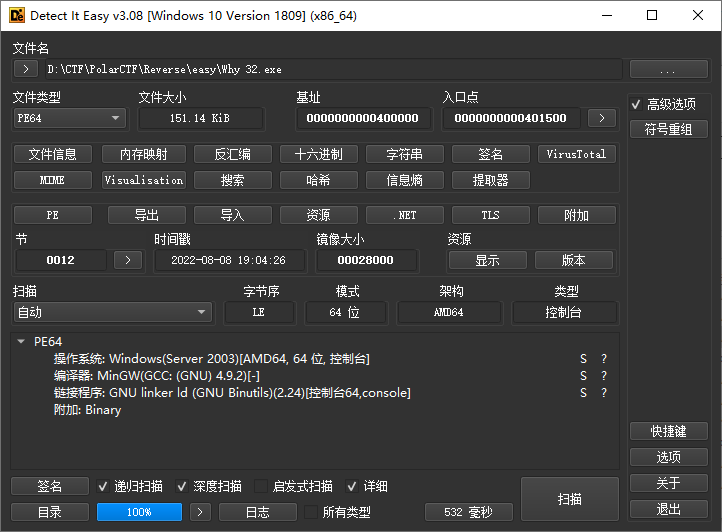 Detect It Easy v3.08 [Windows 10 Version 1809] (x86_64)
文件名
> D:\CTF\PolarCTF\Reverse\easy\Why 32.exe ...
文件类型 文件大小 基址 入口点 高级选项
PE64 151.14 KiB 0000000000400000 0000000000401500 >
符号重组
文件信息 内存映射 反汇编 十六进制 字符串 签名 VirusTotal
MIME Visualisation 搜索 哈希 信息熵 提取器
PE 导出 导入 资源 .NET TLS 附加
节 时间戳 镜像大小 资源
0012 > 2022-08-08 19:04:26 00028000 显示 版本
扫描 字节序 模式 架构 类型
自动 LE 64 位 AMD64 控制台
PE64
操作系统: Windows(Server 2003)[AMD64, 64 位, 控制台] S ?
编译器: MinGW(GCC: (GNU) 4.9.2)[-] S ?
链接程序: GNU linker ld (GNU Binutils)(2.24)[控制台64,console] S ?
附加: Binary
快捷键
选项
签名 递归扫描 深度扫描 启发式扫描 详细 扫描 关于
目录 100% > 日志 所有类型 532 毫秒 退出